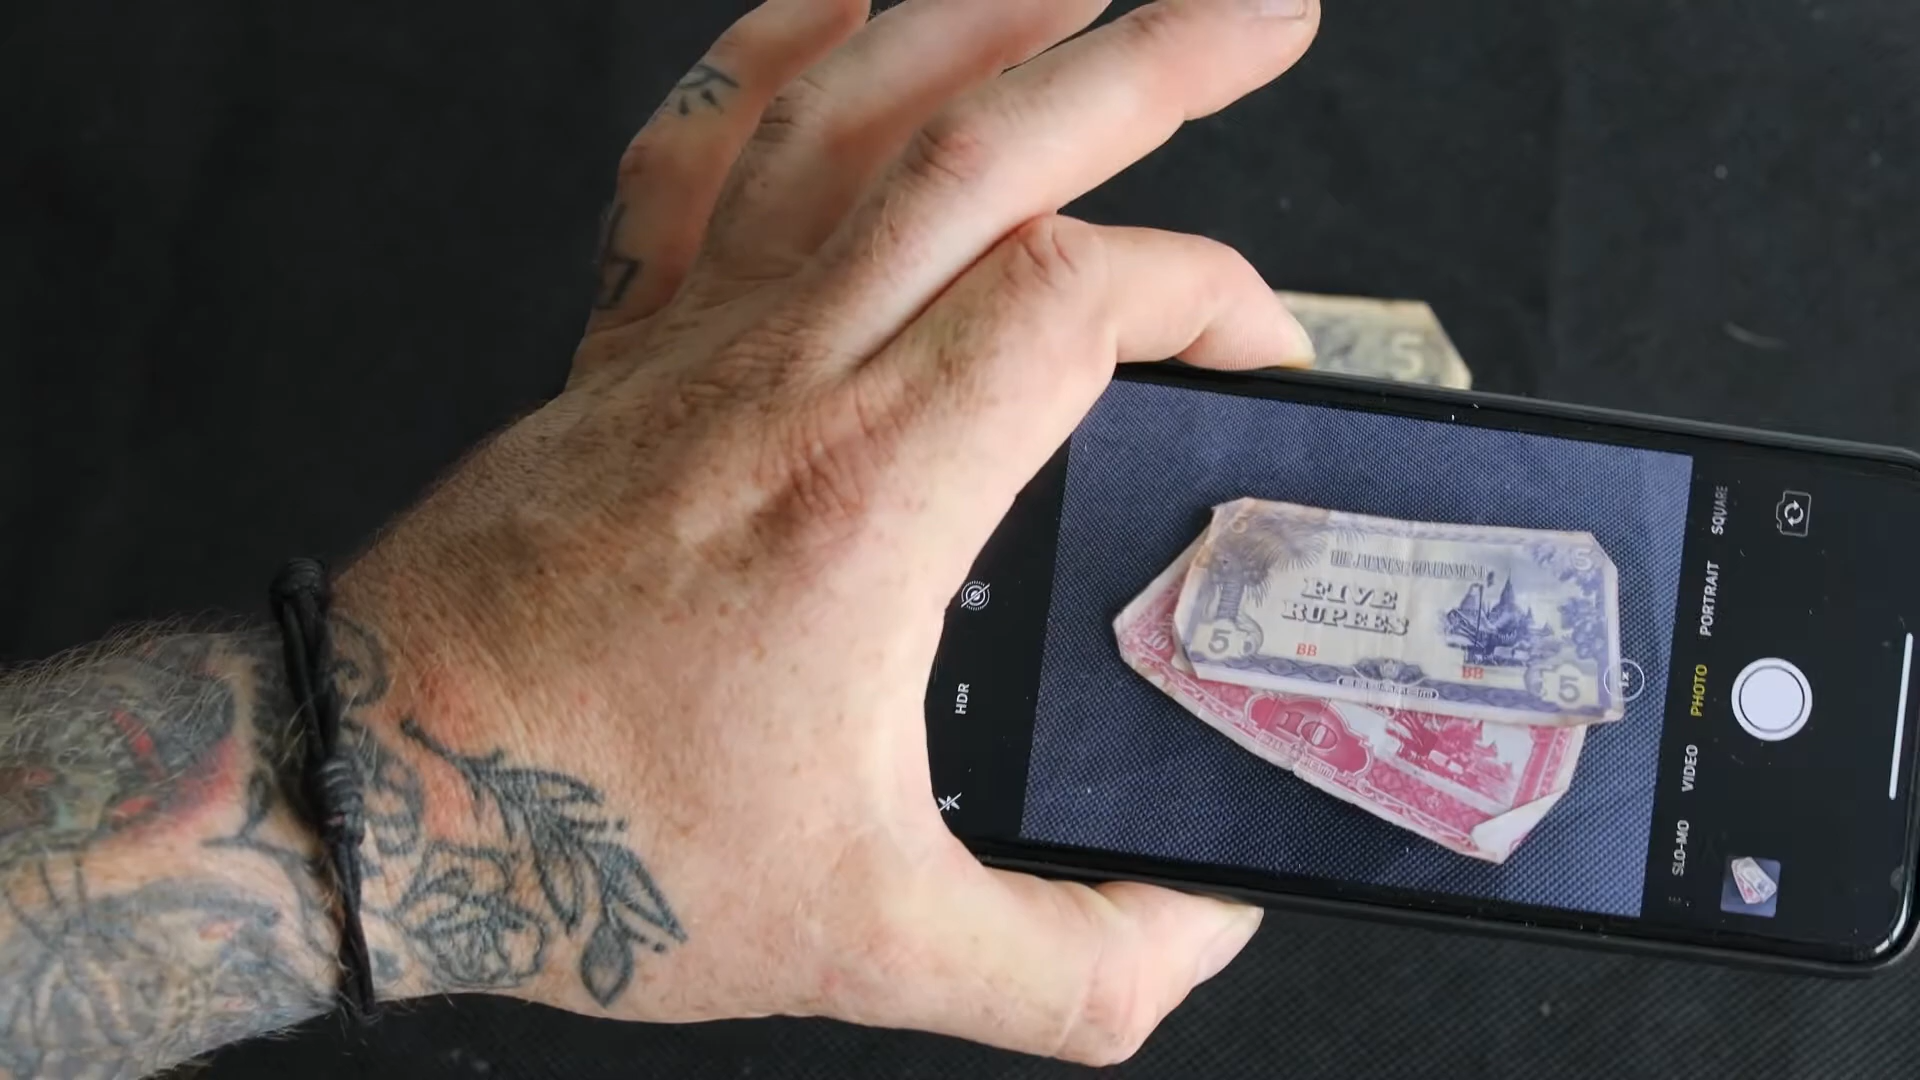 5
THE JAPANESE GOVERNMENT
FIVE
RUPEES
5
BB
BB
5
5
10
SQUARE
PORTRAIT
PHOTO
VIDEO
SLO-MO
HDR